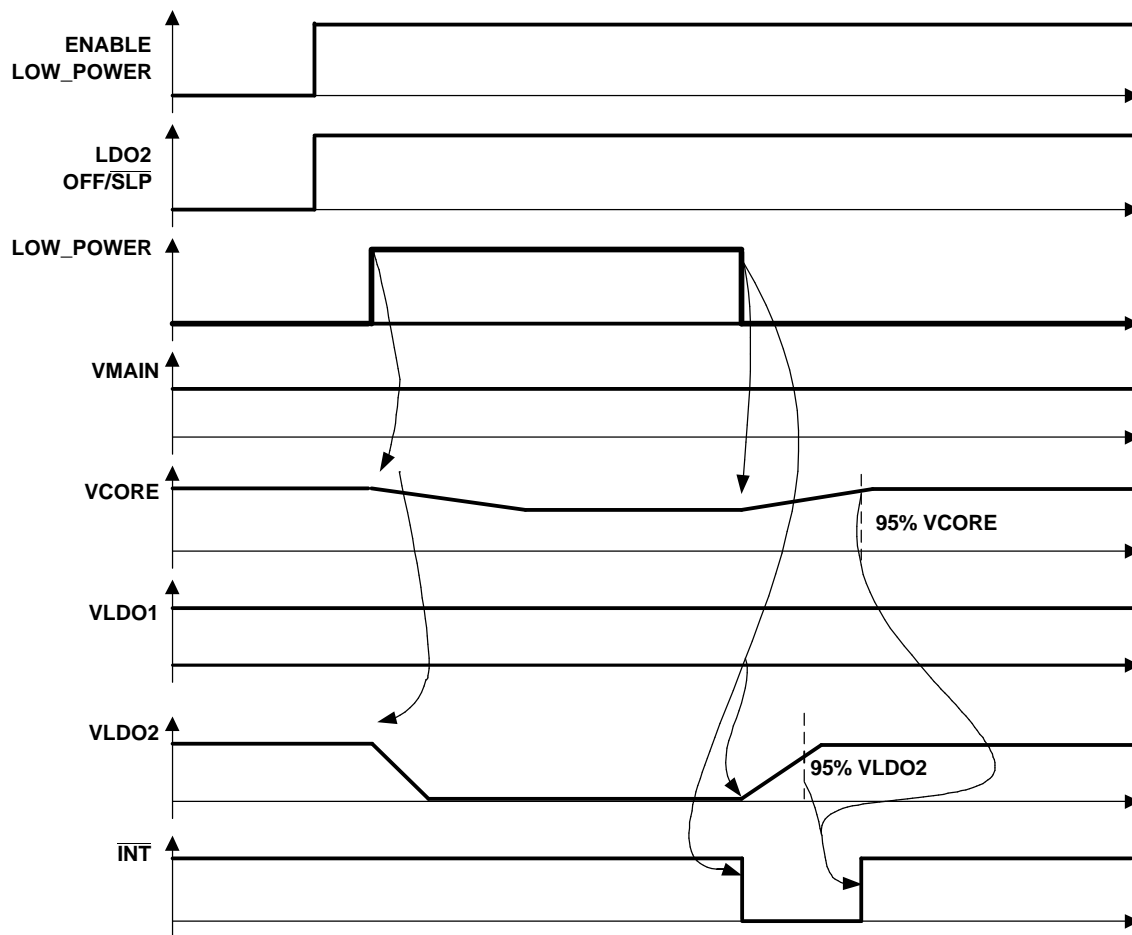 ENABLE
LOW_POWER
LDO2
OFF/SLP
LOW_POWER
VMAIN
VCORE
95% VCORE
VLDO1
VLDO2
95% VLDO2
INT